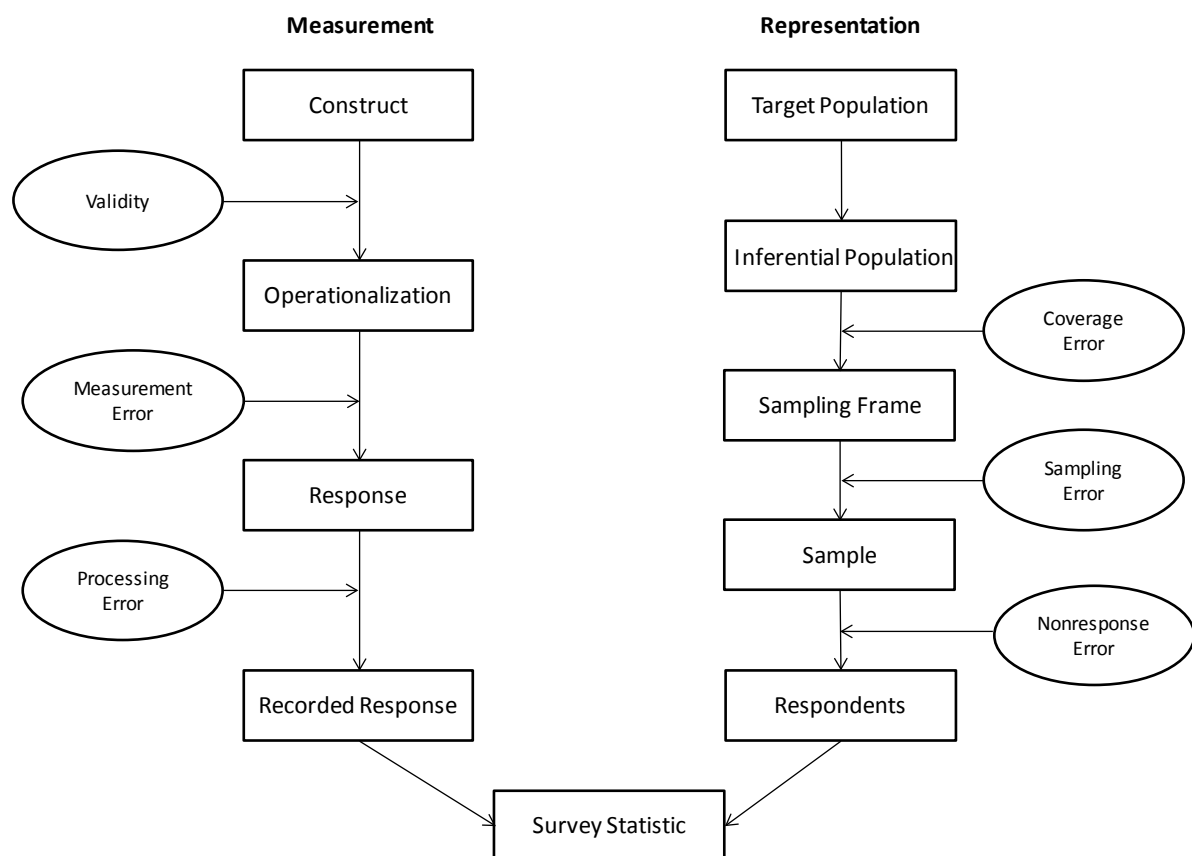 Measurement
Representation
Construct
Target Population
Validity
Inferential Population
Operationalization
Coverage
Error
Measurement
Error
Sampling Frame
Response
Sampling
Error
Sample
Processing
Error
Nonresponse
Error
Recorded Response
Respondents
Survey Statistic